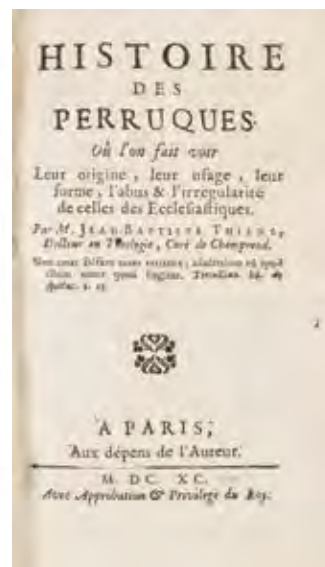 HISTOIRE
DES
PERRUQUES.
Où l'on fait voir
Leur origine, leur usage, leur
forme, l'abus & l'irregularité
de celles des Ecclesiastiques.
Par M. JEAN-BAPTISTE THIERS,
Docteur en Theologie, Curé de Champrond.
A PARIS,
Aux dépens de l'Auteur.
M. DC. XC.
Avec Approbation & Privilege du Roy.